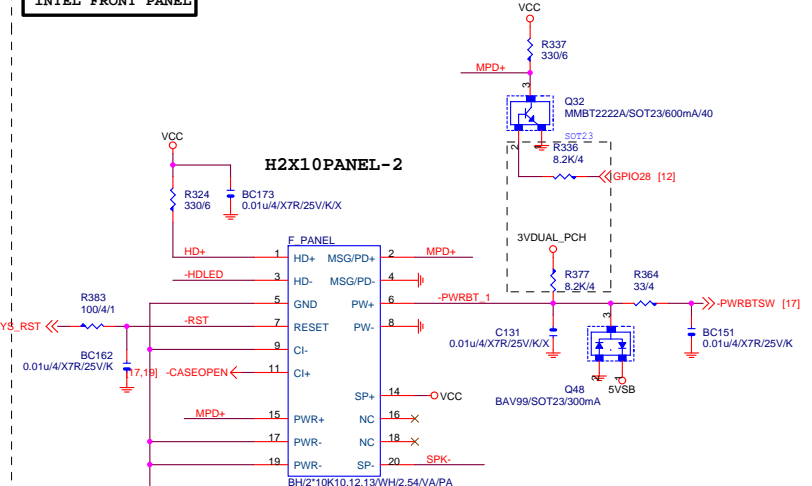 INTEL FRONT PANEL
VCC
R337
330/6
MPD+
3
Q32
MMBT2222A/SOT23/600mA/40
SOT23
2
1
R336
8.2K/4
GPIO28 [12]
VCC
H2X10PANEL-2
R324
330/6
BC173
0.01u/4/X7R/25V/K/X
3VDUAL_PCH
R377
8.2K/4
R364
33/4
F_PANEL
HD+ 1 HD+ MSG/PD+ 2 MPD+
-HDLED 3 HD- MSG/PD- 4
5 GND PW+ 6 -PWRBT_1
-PWRBTSW [17]
R383
100/4/1
YS_RST
-RST 7 RESET PW- 8
C131
0.01u/4/X7R/25V/K/X
3
BC151
0.01u/4/X7R/25V/K
BC162
0.01u/4/X7R/25V/K
9 CI-
[17,19] -CASEOPEN 11 CI+
2
1
5VSB
Q48
BAV99/SOT23/300mA
SP+ 14 VCC
MPD+ 15 PWR+ NC 16
17 PWR- NC 18
19 PWR- SP- 20 SPK-
BH/2*10K10,12,13/WH/2.54/VA/PA